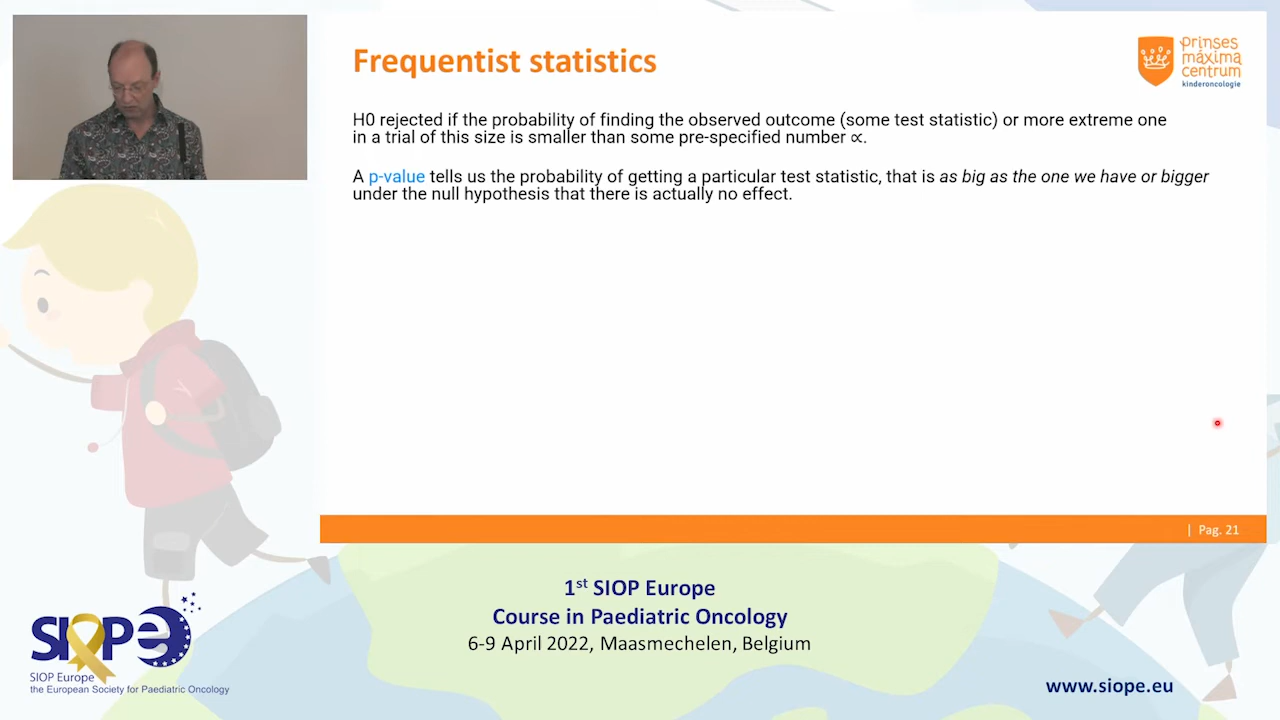 Frequentist statistics
prinses
máxima
centrum
kinderoncologie
H0 rejected if the probability of finding the observed outcome (some test statistic) or more extreme one
in a trial of this size is smaller than some pre-specified number ∝.
A p-value tells us the probability of getting a particular test statistic, that is as big as the one we have or bigger
under the null hypothesis that there is actually no effect.
| Pag. 21
1st SIOP Europe
Course in Paediatric Oncology
6-9 April 2022, Maasmechelen, Belgium
SIOPe
SIOP Europe
the European Society for Paediatric Oncology
www.siope.eu